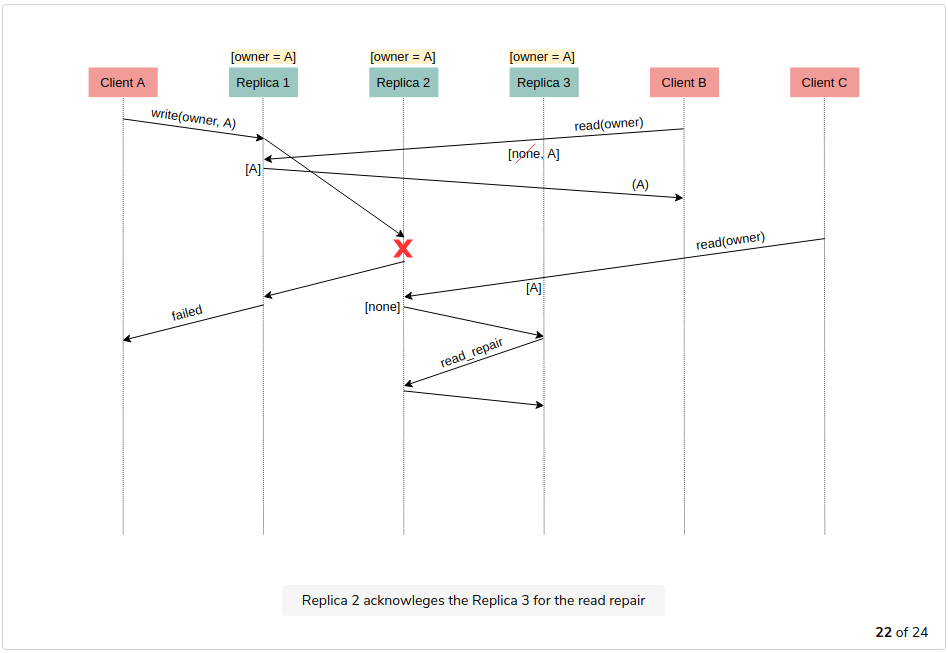 [owner = A] [owner = A] [owner = A]
Client A Replica 1 Replica 2 Replica 3 Client B Client C
write(owner, A)
read(owner)
[none, A]
[A]
(A)
X
read(owner)
[A]
[none]
failed
read_repair
Replica 2 acknowleges the Replica 3 for the read repair
22 of 24